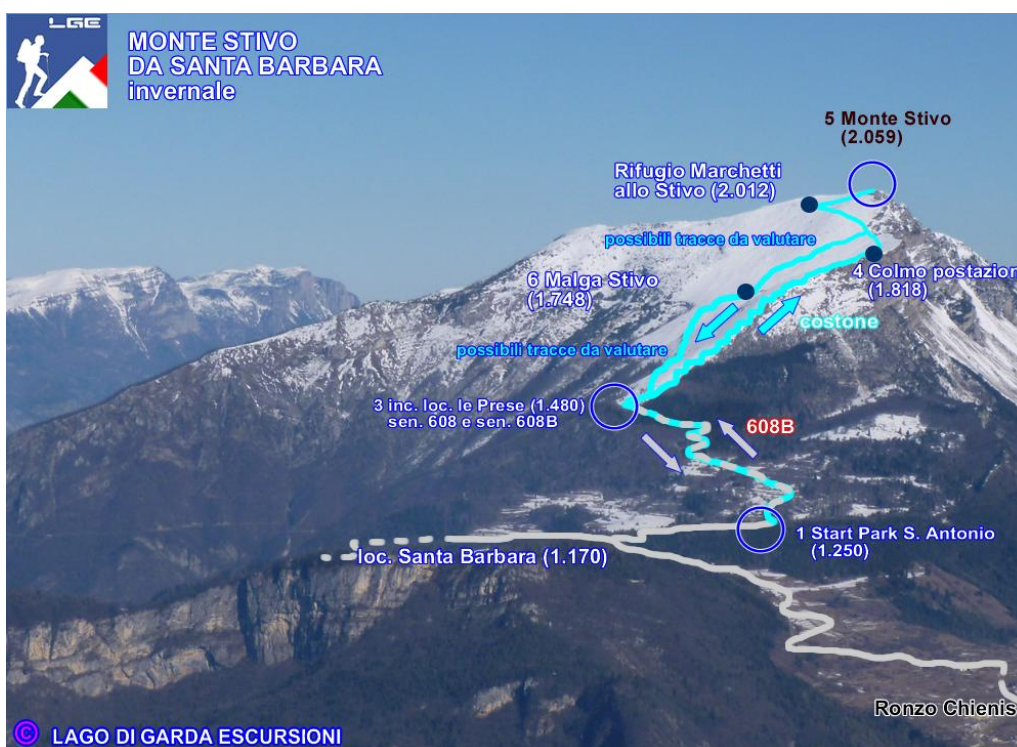 LGE
MONTE STIVO
DA SANTA BARBARA
invernale
5 Monte Stivo
(2.059)
Rifugio Marchetti
allo Stivo (2.012)
possibili tracce da valutare
6 Malga Stivo
(1.748)
4 Colmo postazion
(1.818)
costone
possibili tracce da valutare
3 inc. loc. le Prese (1.480)
sen. 608 e sen. 608B
608B
1 Start Park S. Antonio
(1.250)
loc. Santa Barbara (1.170)
Ronzo Chienis
© LAGO DI GARDA ESCURSIONI